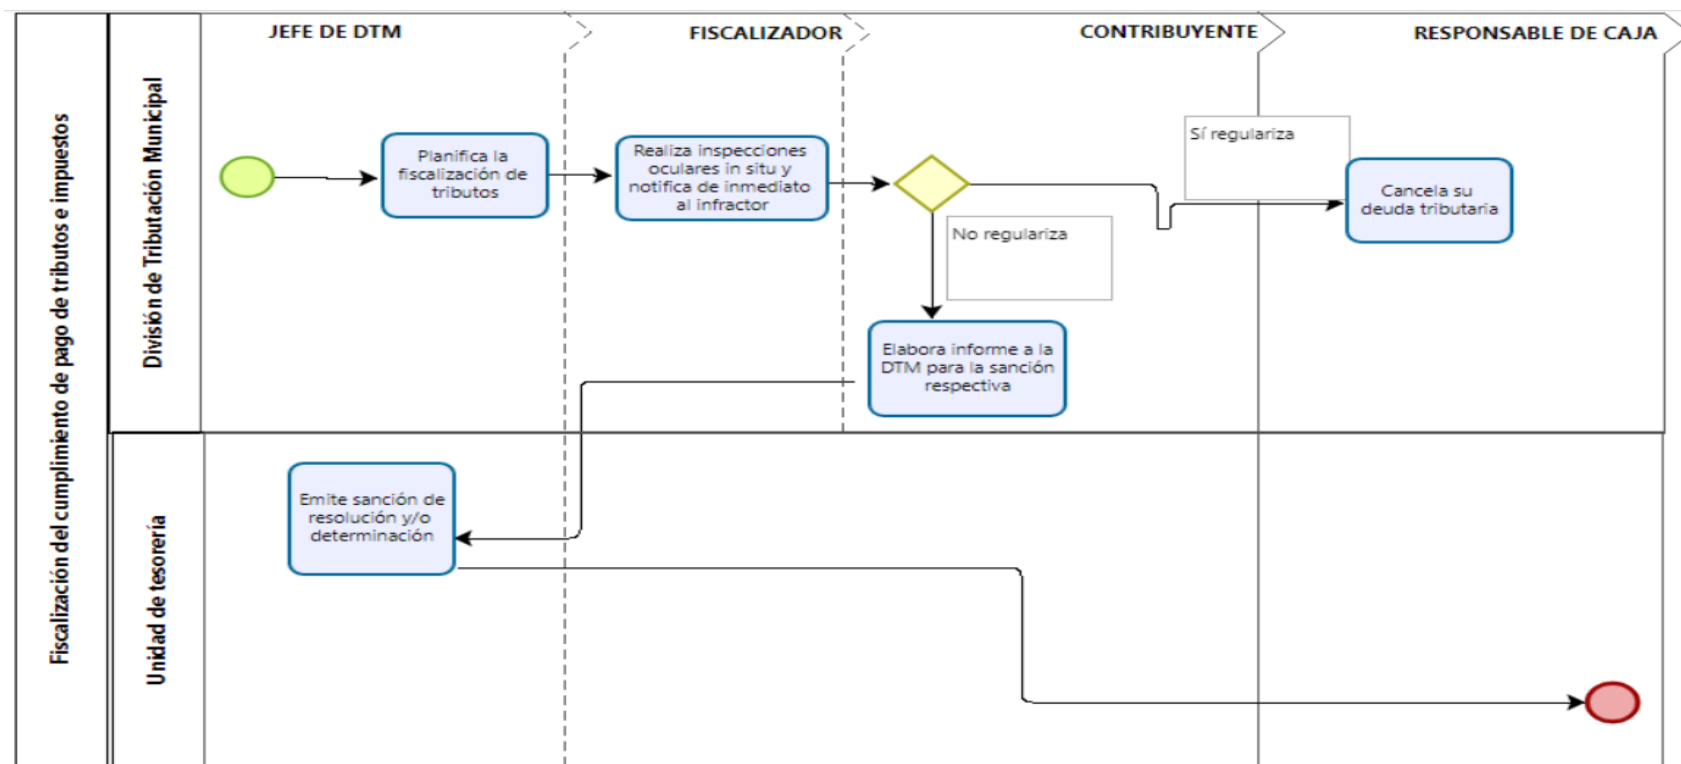 JEFE DE DTM
FISCALIZADOR
CONTRIBUYENTE
RESPONSABLE DE CAJA
Fiscalización del cumplimiento de pago de tributos e impuestos
División de Tributación Municipal
Planifica la
fiscalización de
tributos
Realiza inspecciones
oculares in situ y
notifica de inmediato
al infractor
Sí regulariza
Cancela su
deuda tributaria
No regulariza
Elabora informe a la
DTM para la sanción
respectiva
Unidad de tesorería
Emite sanción de
resolución y/o
determinación